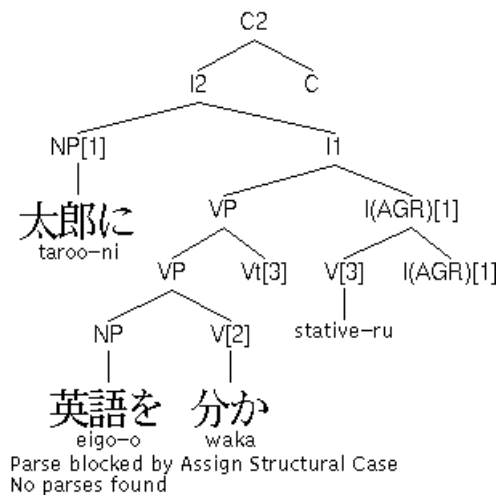 C2
I2 C
NP[1] I1
太郎に VP I(AGR)[1]
taroo-ni
VP Vt[3] V[3] I(AGR)[1]
NP V[2] stative-ru
英語を 分か
eigo-o waka
Parse blocked by Assign Structural Case
No parses found